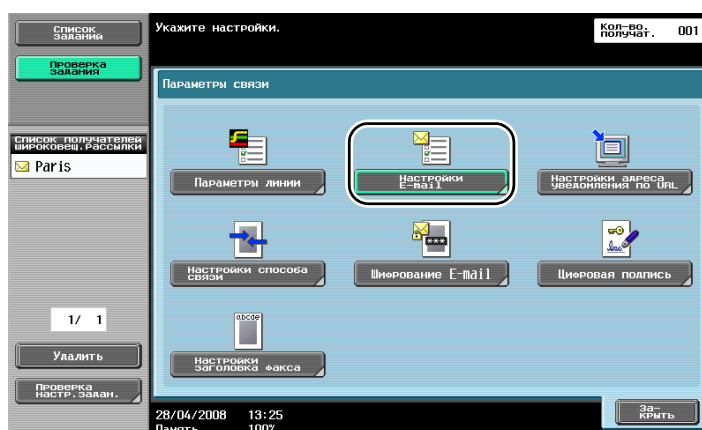 Список
заданий
Укажите настройки.
Кол-во.
получат.
001
Проверка
задания
Параметры связи
Список получателей
широковещ.рассылки
Paris
Параметры линии
Настройки
E-mail
Настройки адреса
уведомления по URL
Настройки способа
связи
Шифрование E-mail
Цифровая подпись
1/ 1
abcde
Удалить
Настройки
заголовка факса
Проверка
настр.задан.
28/04/2008 13:25
Память 100%
За-
крыть